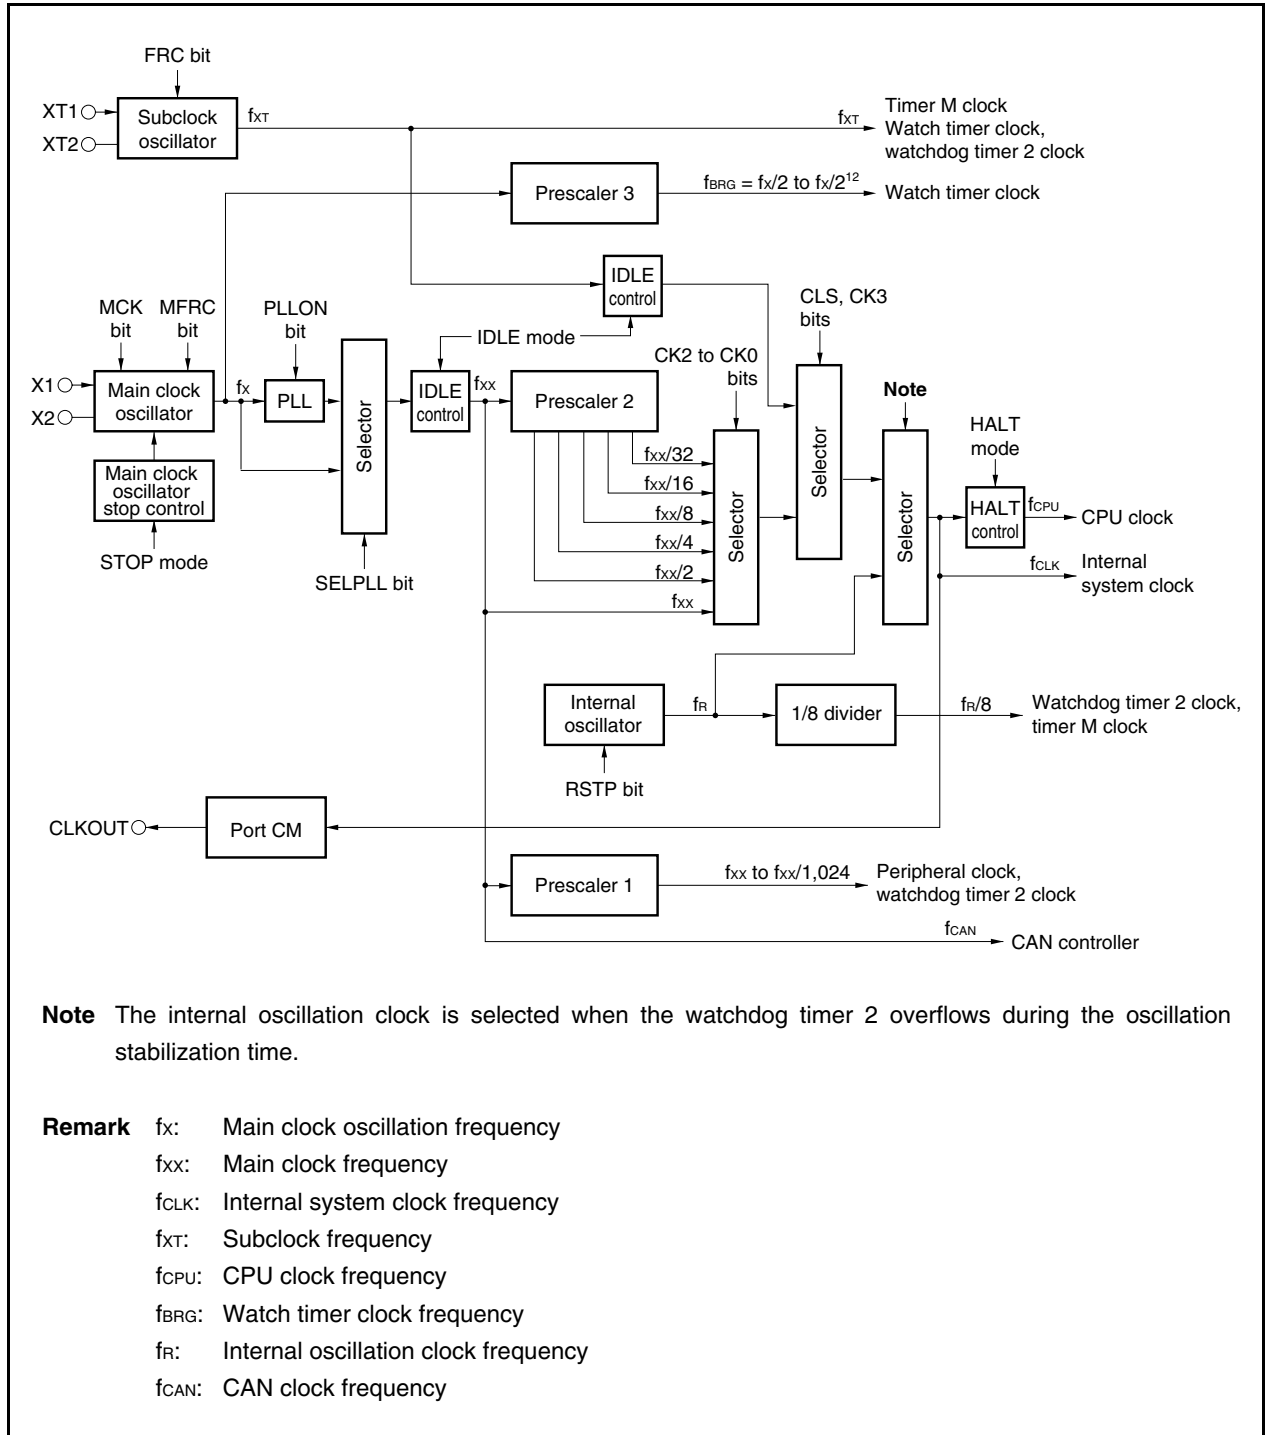 FRC bit
XT1
XT2
Subclock
oscillator
fXT
fXT
Timer M clock
Watch timer clock,
watchdog timer 2 clock
Prescaler 3
fBRG = fX/2 to fX/2^12
Watch timer clock
IDLE
control
MCK
bit
MFRC
bit
PLLON
bit
IDLE mode
CLS, CK3
bits
CK2 to CK0
bits
X1
X2
Main clock
oscillator
fX
PLL
Selector
IDLE
control
fXX
Prescaler 2
Note
HALT
mode
Main clock
oscillator
stop control
STOP mode
SELPLL bit
fXX/32
fXX/16
fXX/8
fXX/4
fXX/2
fXX
Selector
Selector
Selector
HALT
control
fCPU
CPU clock
fCLK
Internal
system clock
Internal
oscillator
fR
1/8 divider
fR/8
Watchdog timer 2 clock,
timer M clock
RSTP bit
CLKOUT
Port CM
Prescaler 1
fXX to fXX/1,024
Peripheral clock,
watchdog timer 2 clock
fCAN
CAN controller
Note The internal oscillation clock is selected when the watchdog timer 2 overflows during the oscillation
stabilization time.
Remark fX: Main clock oscillation frequency
fXX: Main clock frequency
fCLK: Internal system clock frequency
fXT: Subclock frequency
fCPU: CPU clock frequency
fBRG: Watch timer clock frequency
fR: Internal oscillation clock frequency
fCAN: CAN clock frequency